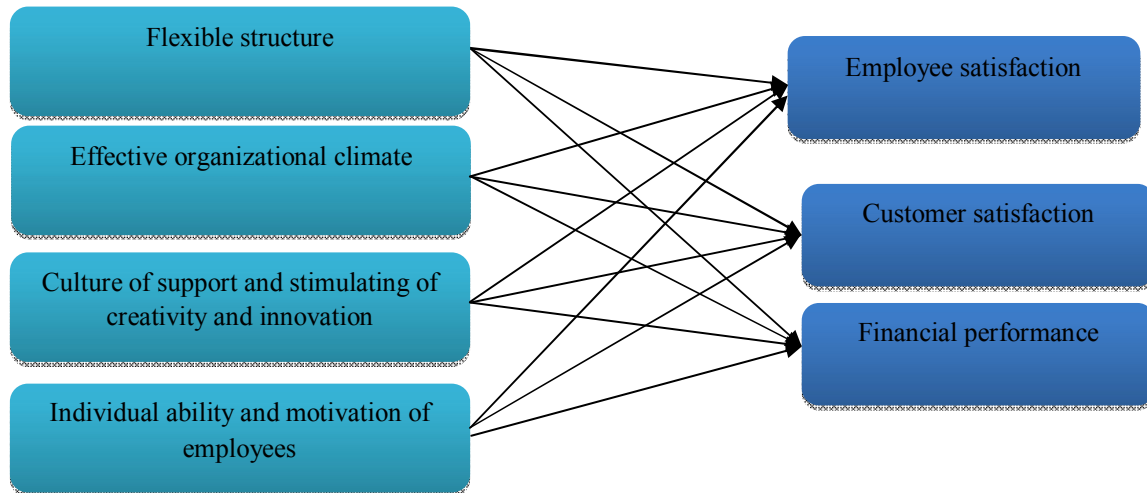 Flexible structure
Effective organizational climate
Culture of support and stimulating of
creativity and innovation
Individual ability and motivation of
employees
Employee satisfaction
Customer satisfaction
Financial performance